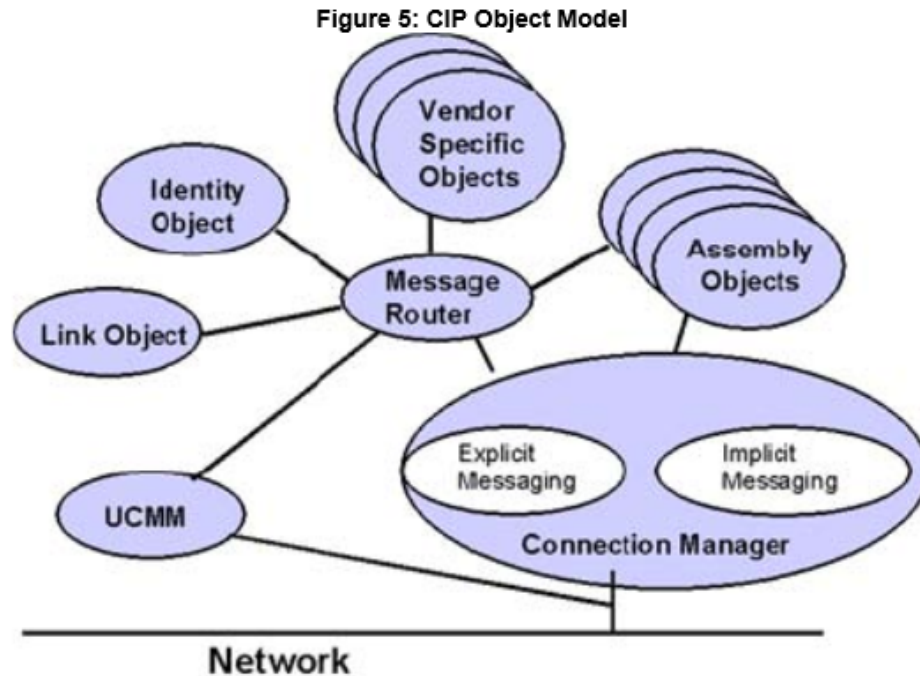 Figure 5: CIP Object Model
Vendor
Specific
Objects
Identity
Object
Assembly
Objects
Message
Router
Link Object
Explicit
Messaging
Implicit
Messaging
UCMM
Connection Manager
Network